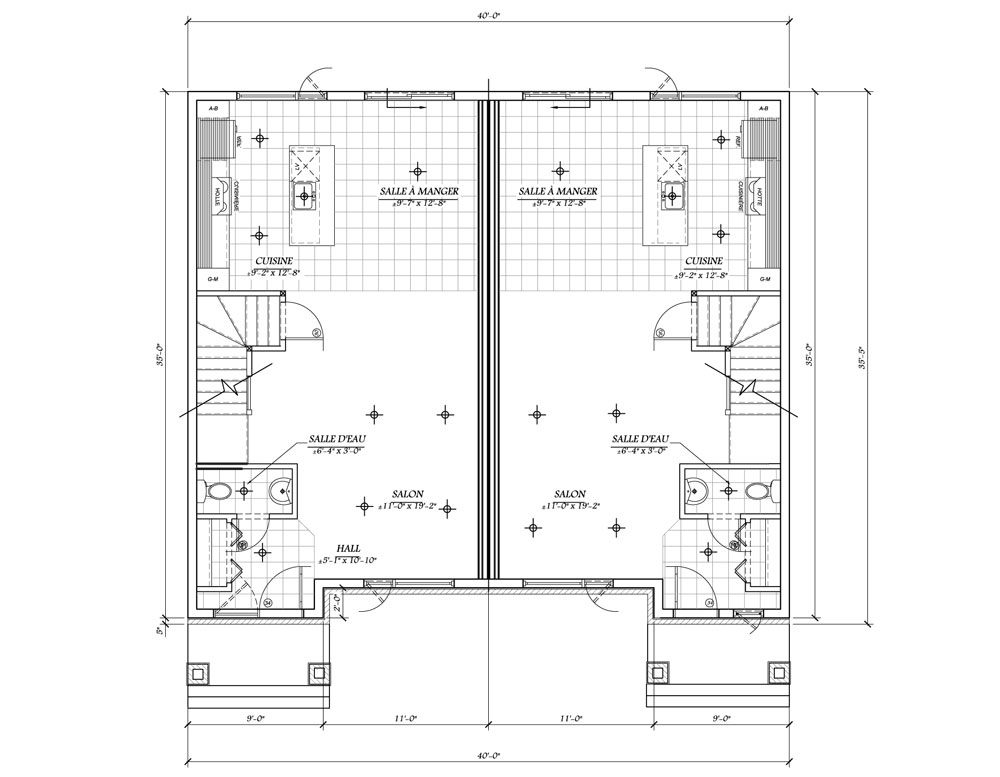 40'-0"
A-B
A-B
RÉF.
RÉF.
L.V.
L.V.
SALLE À MANGER
±9'-7" x 12'-8"
SALLE À MANGER
±9'-7" x 12'-8"
HOTTE
CUISINIÈRE
CUISINIÈRE
HOTTE
CUISINE
±9'-2" x 12'-8"
CUISINE
±9'-2" x 12'-8"
G-M
G-M
30
30
35'-0"
35'-0"
35'-5"
SALLE D'EAU
±6'-4" x 3'-0"
SALLE D'EAU
±6'-4" x 3'-0"
SALON
±11'-0" x 19'-2"
SALON
±11'-0" x 19'-2"
HALL
±5'-1" x 10'-10"
34
34
2'-0"
5"
9'-0"
11'-0"
11'-0"
9'-0"
40'-0"